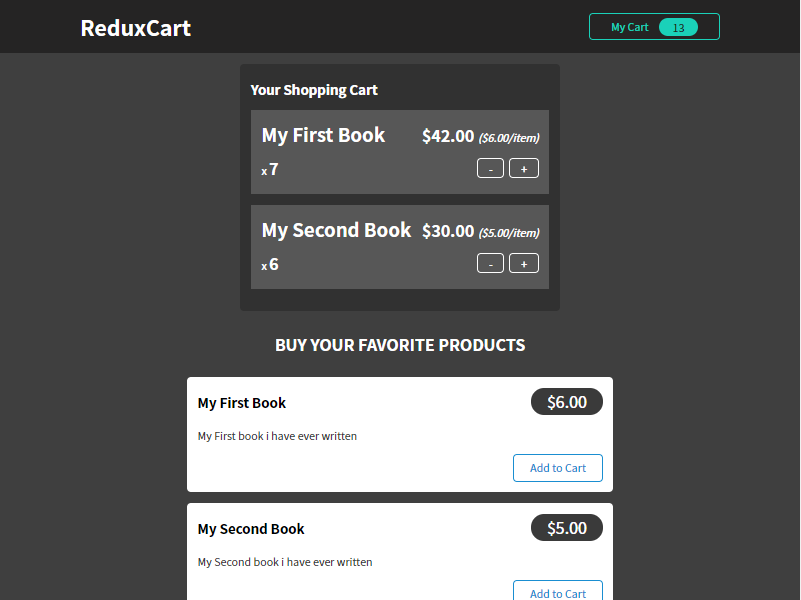 ReduxCart
My Cart 13
Your Shopping Cart
My First Book $42.00 ($6.00/item)
x 7 - +
My Second Book $30.00 ($5.00/item)
x 6 - +
BUY YOUR FAVORITE PRODUCTS
My First Book $6.00
My First book i have ever written
Add to Cart
My Second Book $5.00
My Second book i have ever written
Add to Cart